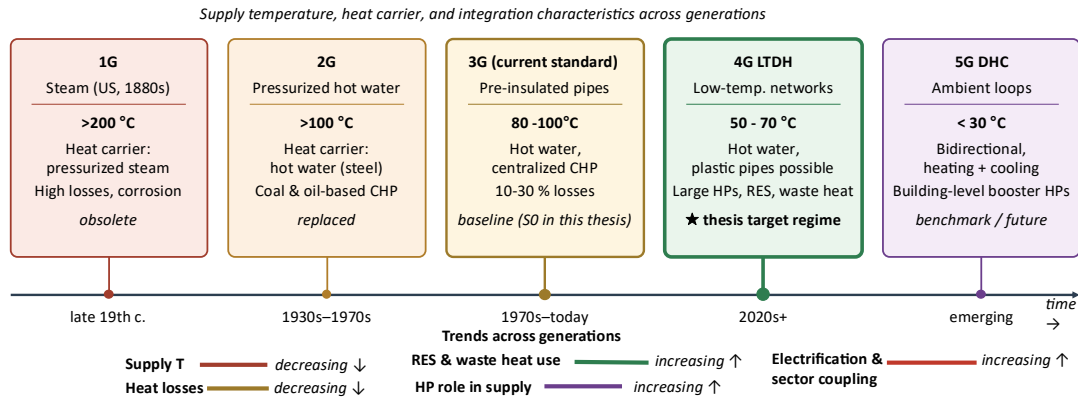 Supply temperature, heat carrier, and integration characteristics across generations
1G
Steam (US, 1880s)
>200 °C
Heat carrier:
pressurized steam
High losses, corrosion
obsolete
2G
Pressurized hot water
>100 °C
Heat carrier:
hot water (steel)
Coal & oil-based CHP
replaced
3G (current standard)
Pre-insulated pipes
80 -100°C
Hot water,
centralized CHP
10-30 % losses
baseline (S0 in this thesis)
4G LTDH
Low-temp. networks
50 - 70 °C
Hot water,
plastic pipes possible
Large HPs, RES, waste heat
★ thesis target regime
5G DHC
Ambient loops
< 30 °C
Bidirectional,
heating + cooling
Building-level booster HPs
benchmark / future
late 19th c.
1930s–1970s
1970s–today
2020s+
emerging
time
→
Trends across generations
Supply T decreasing ↓
Heat losses decreasing ↓
RES & waste heat use increasing ↑
HP role in supply increasing ↑
Electrification & increasing ↑
sector coupling